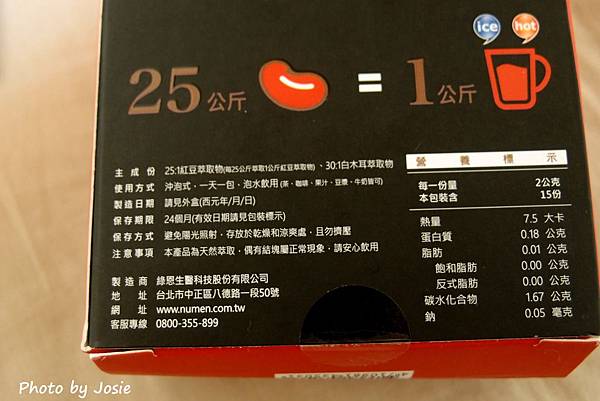 ice hot
25公斤 = 1公斤
主成份 25:1紅豆萃取物(每25公斤萃取1公斤紅豆萃取物)、30:1白木耳萃取物
使用方式 沖泡式，一天一包，泡水飲用(茶、咖啡、果汁、豆漿、牛奶皆可)
製造日期 請見外盒(西元年/月/日)
保存期限 24個月(有效日期請見包裝標示)
保存方式 避免陽光照射，存放於乾燥和涼爽處，且勿擠壓
注意事項 本產品為天然萃取，偶有結塊屬正常現象，請安心飲用
製造商 綠恩生醫科技股份有限公司
地址 台北市中正區八德路一段50號
網址 www.numen.com.tw
客服專線 0800-355-899
營養標示
每一份量 2公克
本包裝含 15份
熱量 7.5 大卡
蛋白質 0.18 公克
脂肪 0.01 公克
飽和脂肪 0.00 公克
反式脂肪 0.00 公克
碳水化合物 1.67 公克
鈉 0.05 毫克
Photo by Josie